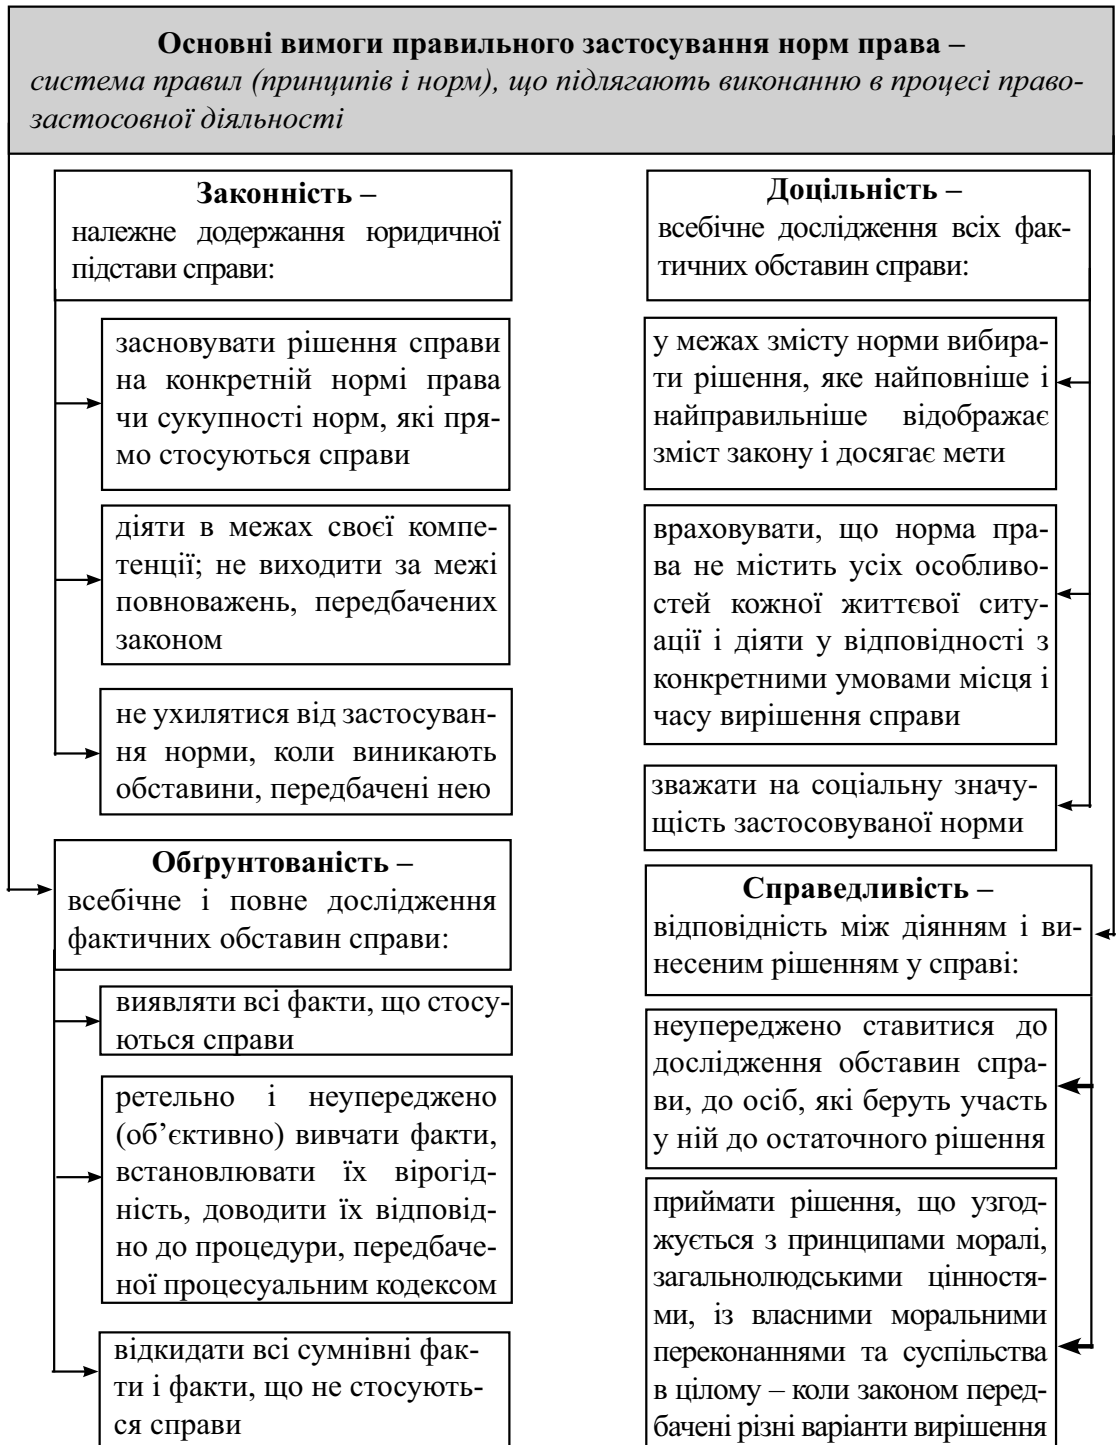 Основні вимоги правильного застосування норм права –
система правил (принципів і норм), що підлягають виконанню в процесі право-
застосовної діяльності
Законність –
належне додержання юридичної
підстави справи:
засновувати рішення справи
на конкретній нормі права
чи сукупності норм, які пря-
мо стосуються справи
діяти в межах своєї компе-
тенції; не виходити за межі
повноважень, передбачених
законом
не ухилятися від застосуван-
ня норми, коли виникають
обставини, передбачені нею
Обґрунтованість –
всебічне і повне дослідження
фактичних обставин справи:
виявляти всі факти, що стосу-
ються справи
ретельно і неупереджено
(об’єктивно) вивчати факти,
встановлювати їх вірогід-
ність, доводити їх відповід-
но до процедури, передбаче-
ної процесуальним кодексом
відкидати всі сумнівні фак-
ти і факти, що не стосують-
ся справи
Доцільність –
всебічне дослідження всіх фак-
тичних обставин справи:
у межах змісту норми вибира-
ти рішення, яке найповніше і
найправильніше відображає
зміст закону і досягає мети
враховувати, що норма пра-
ва не містить усіх особливо-
стей кожної життєвої ситу-
ації і діяти у відповідності з
конкретними умовами місця і
часу вирішення справи
зважати на соціальну значу-
щість застосовуваної норми
Справедливість –
відповідність між діянням і ви-
несеним рішенням у справі:
неупереджено ставитися до
дослідження обставин спра-
ви, до осіб, які беруть участь
у ній до остаточного рішення
приймати рішення, що узгод-
жується з принципами моралі,
загальнолюдськими цінностя-
ми, із власними моральними
переконаннями та суспільства
в цілому – коли законом перед-
бачені різні варіанти вирішення